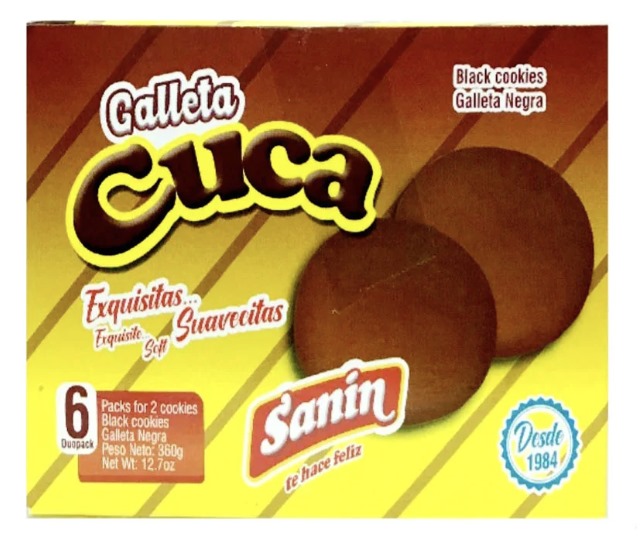 Galleta
Cuca
Black cookies
Galleta Negra
Exquisitas...
Suavecitas
Exquisite
Soft
6
Duopack
Packs for 2 cookies
Black cookies
Galleta Negra
Peso Neto: 360g
Net Wt: 12.7oz
Sanín
te hace feliz
Desde
1984